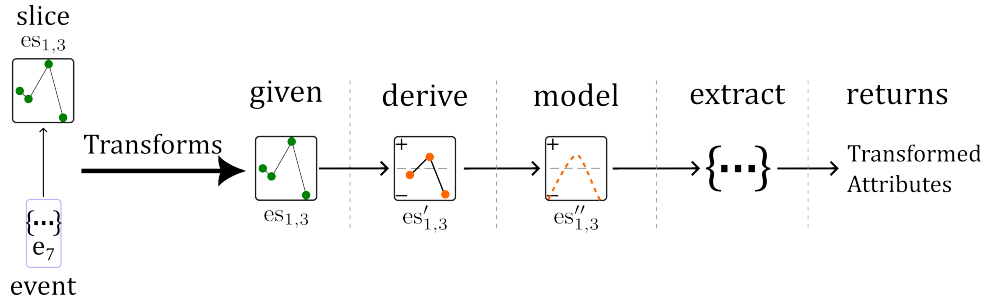 slice
es₁,₃
{...}
e₇
event
Transforms
given
derive
model
extract
returns
+
−
+
−
es₁,₃
es′₁,₃
es″₁,₃
{...}
Transformed
Attributes